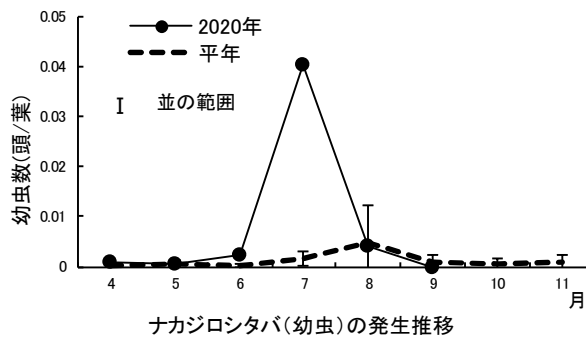 2020年
平年
並の範囲
幼虫数(頭/葉)
0.05
0.04
0.03
0.02
0.01
0
4 5 6 7 8 9 10 11
月
ナカジロシタバ(幼虫)の発生推移